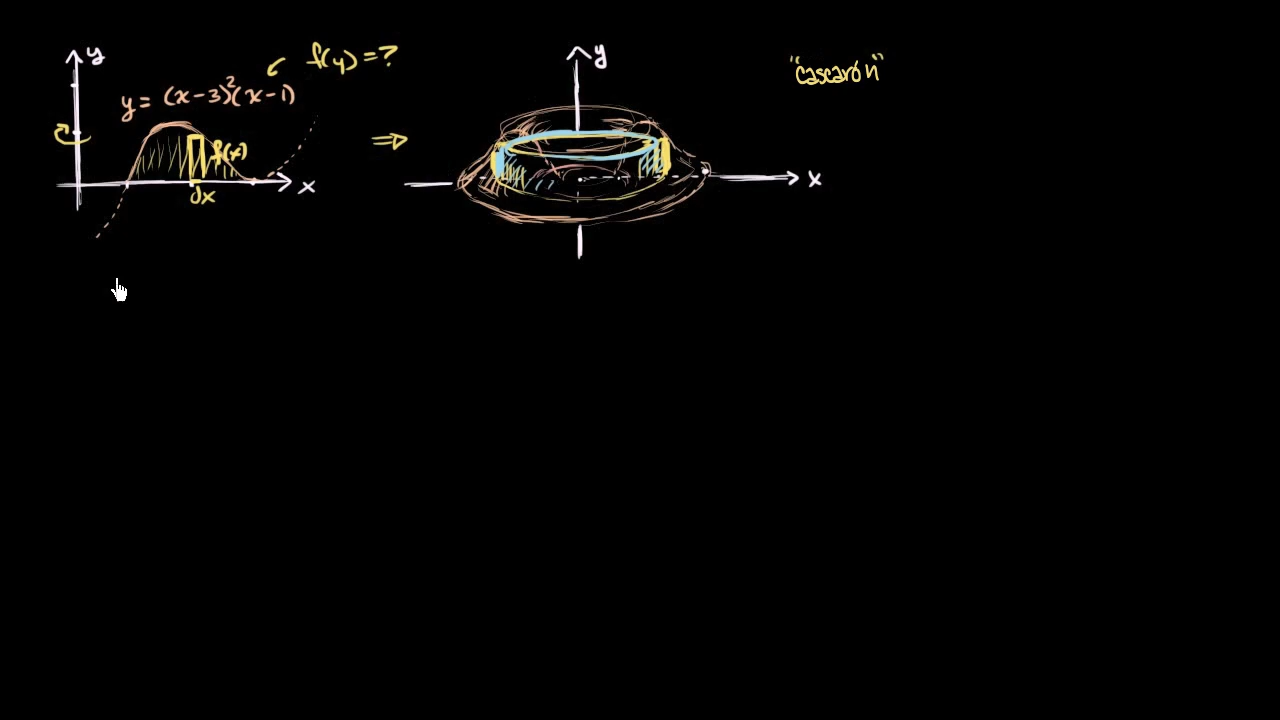 y
f(y) = ?
y = (x-3)²(x-1)
f(x)
x
dx
⇒
y
x
"cascarón"